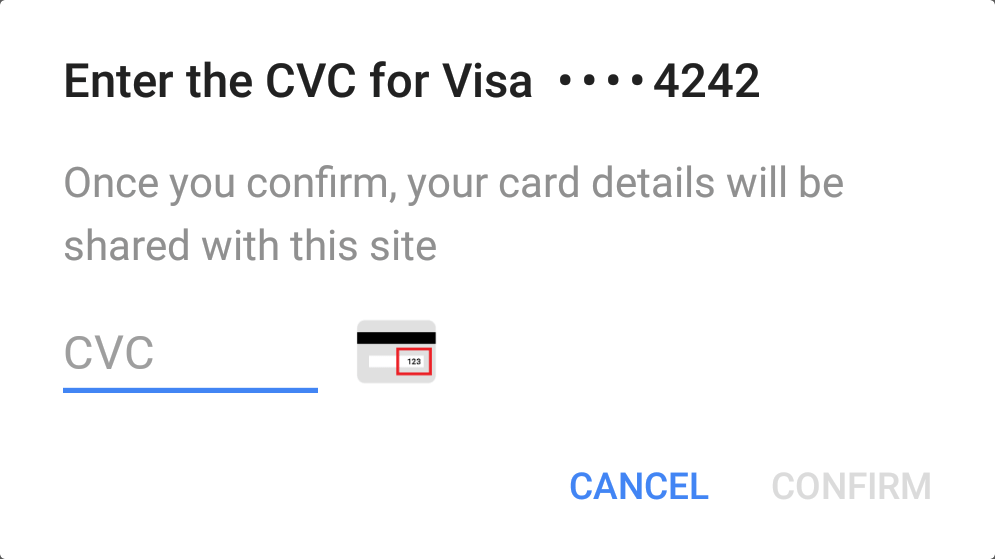 Enter the CVC for Visa •••• 4242
Once you confirm, your card details will be
shared with this site
CVC
123
CANCEL CONFIRM